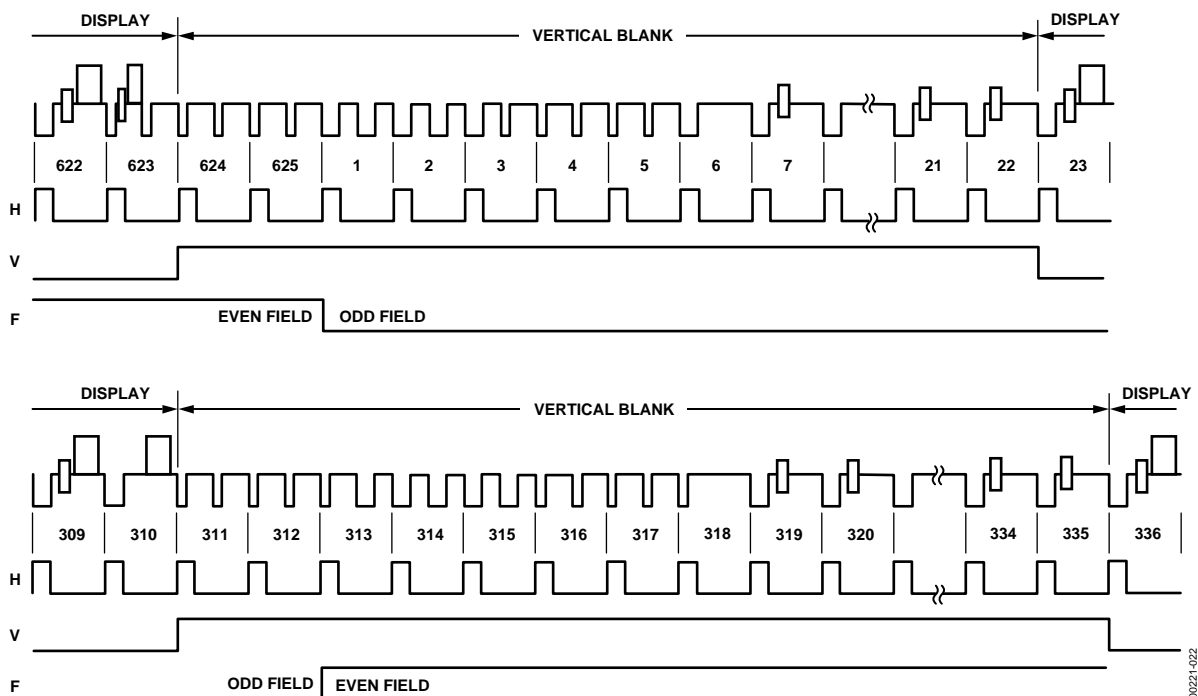 DISPLAY VERTICAL BLANK DISPLAY
622 623 624 625 1 2 3 4 5 6 7 21 22 23
H
V
F EVEN FIELD ODD FIELD
DISPLAY VERTICAL BLANK DISPLAY
309 310 311 312 313 314 315 316 317 318 319 320 334 335 336
H
V
F ODD FIELD EVEN FIELD
00221-022